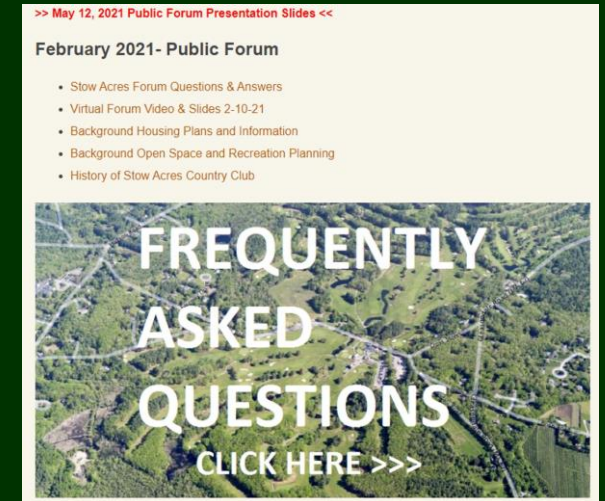 >> May 12, 2021 Public Forum Presentation Slides <<
February 2021- Public Forum
• Stow Acres Forum Questions & Answers
• Virtual Forum Video & Slides 2-10-21
• Background Housing Plans and Information
• Background Open Space and Recreation Planning
• History of Stow Acres Country Club
FREQUENTLY
ASKED
QUESTIONS
CLICK HERE >>>